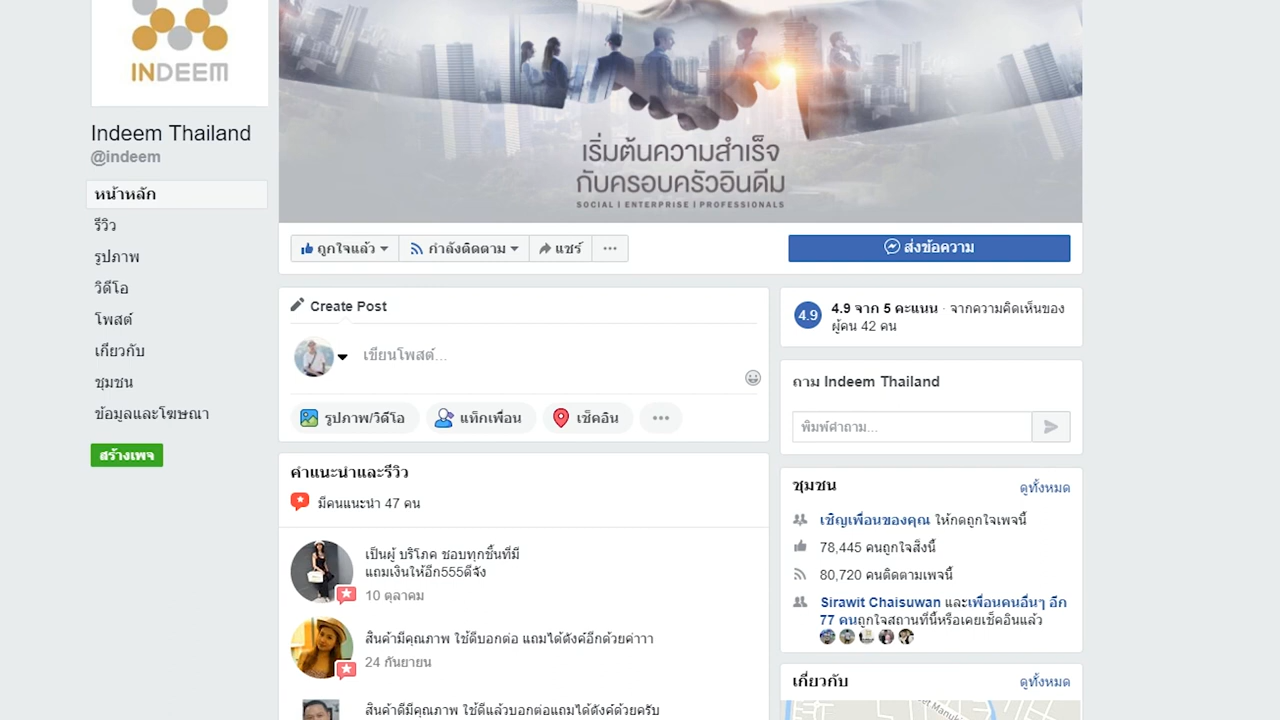 INDEEM
Indeem Thailand
@indeem
หน้าหลัก
รีวิว
รูปภาพ
วิดีโอ
โพสต์
เกี่ยวกับ
ชุมชน
ข้อมูลและโฆษณา
สร้างเพจ
เริ่มต้นความสำเร็จ
กับครอบครัวอินดีม
SOCIAL | ENTERPRISE | PROFESSIONALS
ถูกใจแล้ว
กำลังติดตาม
แชร์
ส่งข้อความ
Create Post
เขียนโพสต์...
รูปภาพ/วิดีโอ
แท็กเพื่อน
เช็คอิน
คำแนะนำและรีวิว
มีคนแนะนำ 47 คน
เป็นผู้ บริโภค ชอบทุกชิ้นที่มี
แถมเงินให้อีก555ดีจัง
10 ตุลาคม
สินค้ามีคุณภาพ ใช้ดีบอกต่อ แถมได้ตังค์อีกด้วยค่าาา
24 กันยายน
สินค้าดีมีคุณภาพ ใช้ดีแล้วบอกต่อแถมได้ตังค์ด้วยครับ
4.9
4.9 จาก 5 คะแนน · จากความคิดเห็นของ
ผู้คน 42 คน
ถาม Indeem Thailand
พิมพ์คำถาม...
ชุมชน
ดูทั้งหมด
เชิญเพื่อนของคุณ ให้กดถูกใจเพจนี้
78,445 คนถูกใจสิ่งนี้
80,720 คนติดตามเพจนี้
Sirawit Chaisuwan และเพื่อนคนอื่นๆ อีก
77 คนถูกใจสถานที่นี้หรือเคยเช็คอินแล้ว
เกี่ยวกับ
ดูทั้งหมด